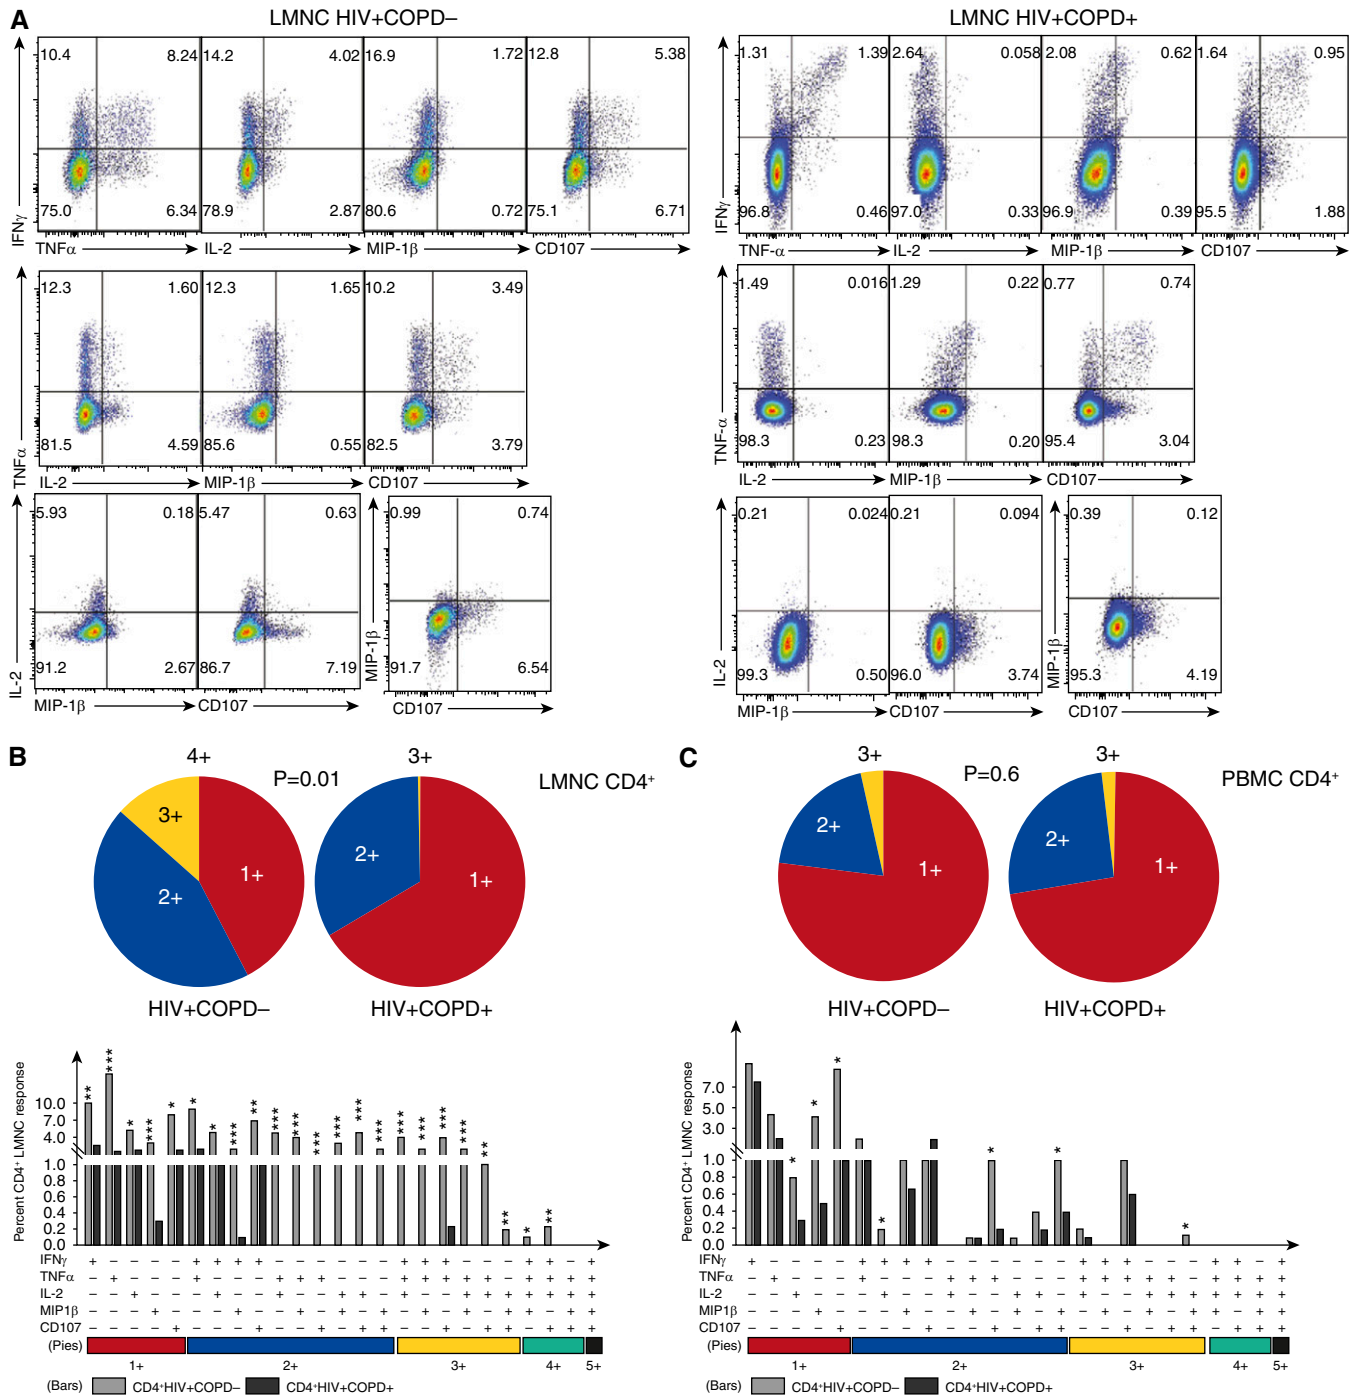 A
LMNC HIV+COPD– LMNC HIV+COPD+
10.4 8.24 14.2 4.02 16.9 1.72 12.8 5.38
75.0 6.34 78.9 2.87 80.6 0.72 75.1 6.71
IFNγ
TNFα IL-2 MIP-1β CD107
1.31 1.39 2.64 0.058 2.08 0.62 1.64 0.95
96.8 0.46 97.0 0.33 96.9 0.39 95.5 1.88
IFNγ
TNF-α IL-2 MIP-1β CD107
12.3 1.60 12.3 1.65 10.2 3.49
81.5 4.59 85.6 0.55 82.5 3.79
TNFα
IL-2 MIP-1β CD107
1.49 0.016 1.29 0.22 0.77 0.74
98.3 0.23 98.3 0.20 95.4 3.04
TNF-α
IL-2 MIP-1β CD107
5.93 0.18 5.47 0.63
91.2 2.67 86.7 7.19
IL-2
MIP-1β CD107
0.99 0.74
91.7 6.54
MIP-1β
CD107
0.21 0.024 0.21 0.094
99.3 0.50 96.0 3.74
IL-2
MIP-1β CD107
0.39 0.12
95.3 4.19
MIP-1β
CD107
B
4+ P=0.01 3+ LMNC CD4+
3+ 2+ 1+
2+ 1+
HIV+COPD– HIV+COPD+
Percent CD4+ LMNC response
10.0
7.0
4.0
1.0
0.8
0.6
0.4
0.2
0.0
** *** * *** * * * *** ** *** *** *** *** *** *** *** *** *** *** ** ** * **
IFNγ + – – – – + + + + – – – – – – + + + – – – + + – +
TNFα – + – – – + – – – + + + – – – + + + + + – + + + +
IL-2
MIP1β
CD107
(Pies)
1+ 2+ 3+ 4+ 5+
(Bars) CD4+HIV+COPD– CD4+HIV+COPD+
C
3+ P=0.6 3+ PBMC CD4+
2+ 1+
2+ 1+
HIV+COPD– HIV+COPD+
Percent CD4+ LMNC response
7.0
5.0
3.0
1.0
0.8
0.6
0.4
0.2
0.0
* * * * * * *
IFNγ
TNFα
IL-2
MIP1β
CD107
(Pies)
1+ 2+ 3+ 4+ 5+
(Bars) CD4+HIV+COPD– CD4+HIV+COPD+